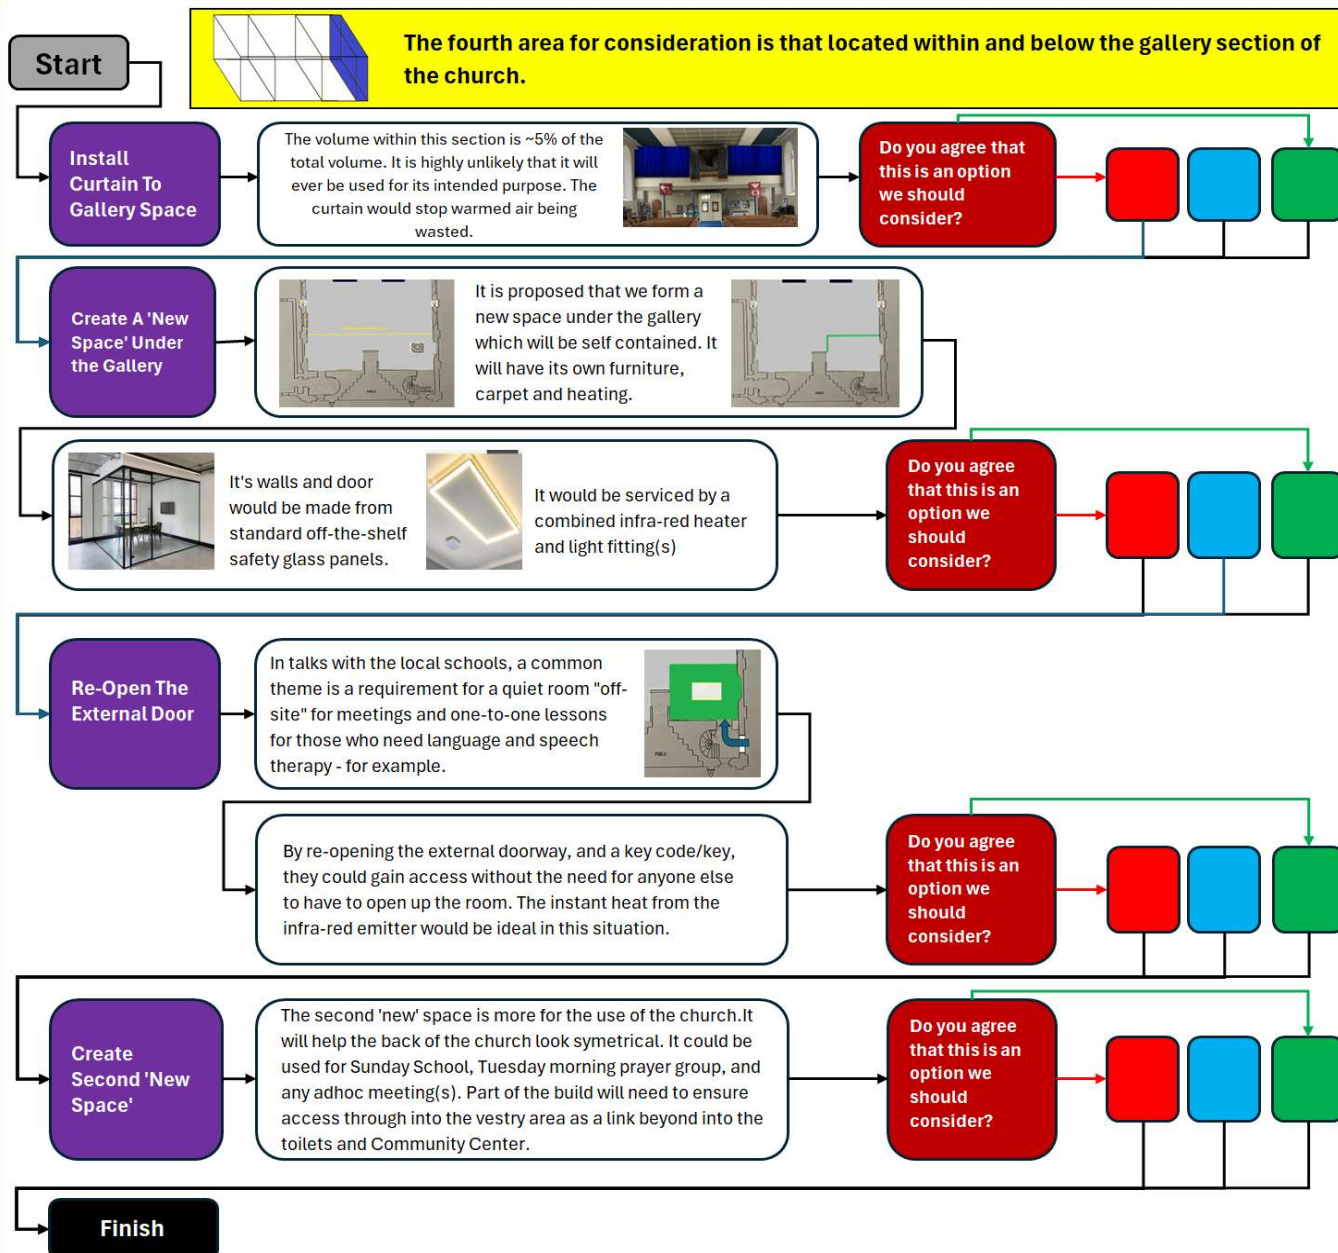 Start
The fourth area for consideration is that located within and below the gallery section of
the church.
Install
Curtain To
Gallery Space
The volume within this section is ~5% of the
total volume. It is highly unlikely that it will
ever be used for its intended purpose. The
curtain would stop warmed air being
wasted.
Do you agree that
this is an option
we should
consider?
Create A 'New
Space' Under
the Gallery
It is proposed that we form a
new space under the gallery
which will be self contained. It
will have its own furniture,
carpet and heating.
It's walls and door
would be made from
standard off-the-shelf
safety glass panels.
It would be serviced by a
combined infra-red heater
and light fitting(s)
Do you agree
that this is an
option we
should
consider?
Re-Open The
External Door
In talks with the local schools, a common
theme is a requirement for a quiet room "off-
site" for meetings and one-to-one lessons
for those who need language and speech
therapy - for example.
By re-opening the external doorway, and a key code/key,
they could gain access without the need for anyone else
to have to open up the room. The instant heat from the
infra-red emitter would be ideal in this situation.
Do you agree
that this is an
option we
should
consider?
Create
Second 'New
Space'
The second 'new' space is more for the use of the church.It
will help the back of the church look symetrical. It could be
used for Sunday School, Tuesday morning prayer group, and
any adhoc meeting(s). Part of the build will need to ensure
access through into the vestry area as a link beyond into the
toilets and Community Center.
Do you agree
that this is an
option we
should
consider?
Finish